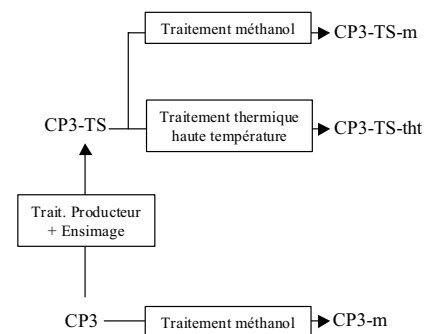 Traitement méthanol
CP3-TS-m
CP3-TS
Traitement thermique
haute température
CP3-TS-tht
Trait. Producteur
+ Ensimage
CP3
Traitement méthanol
CP3-m